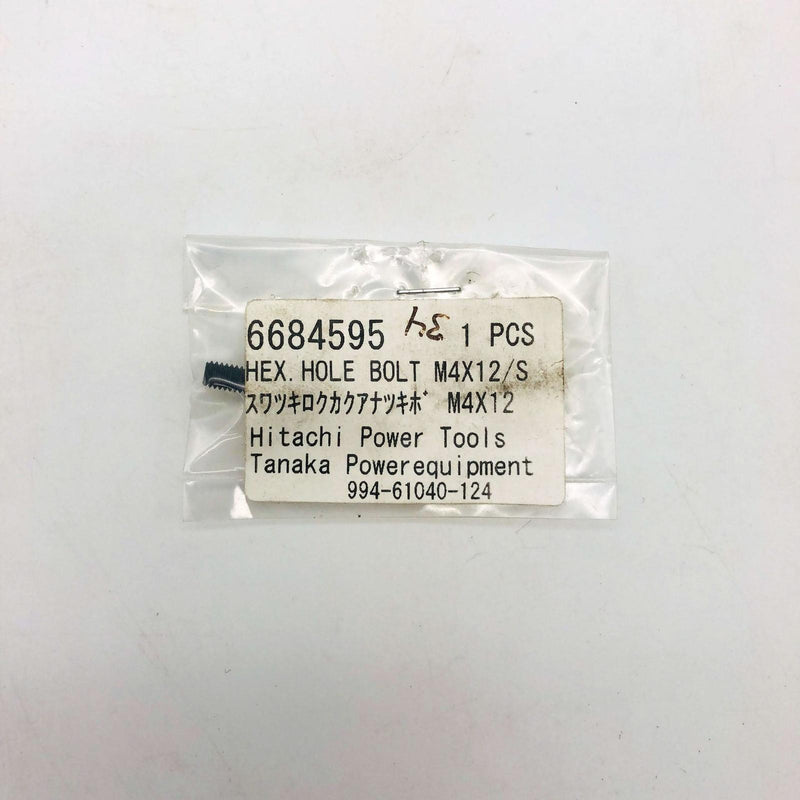 6684595 1 PCS
HEX. HOLE BOLT M4X12/S
ｽﾜﾂｷﾛｸｶｸｱﾅﾂｷﾎﾞ M4X12
Hitachi Power Tools
Tanaka Powerequipment
994-61040-124